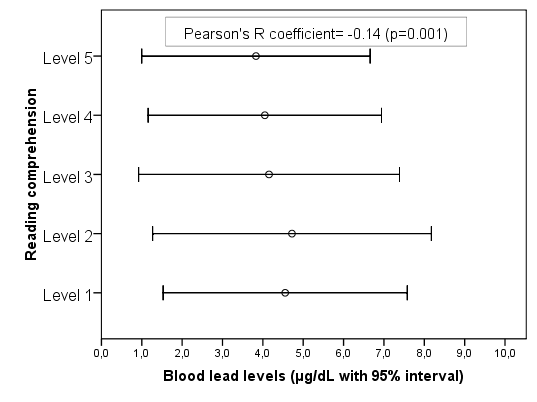 Pearson's R coefficient= -0.14 (p=0.001)
Reading comprehension
Level 5
Level 4
Level 3
Level 2
Level 1
0,0 1,0 2,0 3,0 4,0 5,0 6,0 7,0 8,0 9,0 10,0
Blood lead levels (µg/dL with 95% interval)